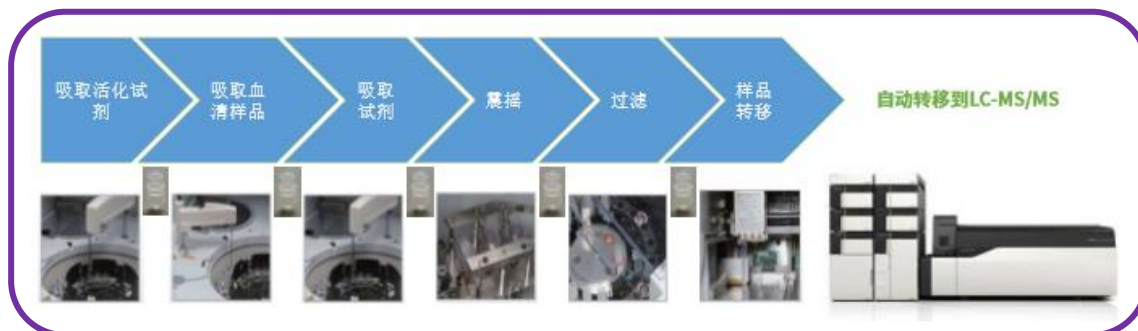 吸取活化试
剂
吸取血
清样品
吸取
试剂
震摇
过滤
样品
转移
自动转移到LC-MS/MS